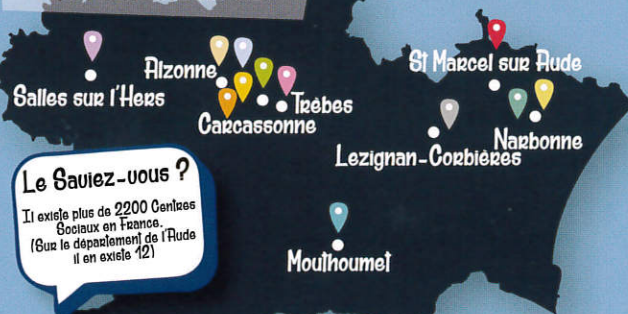 St Marcel sur Aude
Alzonne
Salles sur l'Hers
Trèbes
Carcassonne
Narbonne
Lezignan-Corbières
Le Saviez-vous ?
Il existe plus de 2200 Centres
Sociaux en France.
(Sur le département de l'Aude
il en existe 12)
Mouthoumet